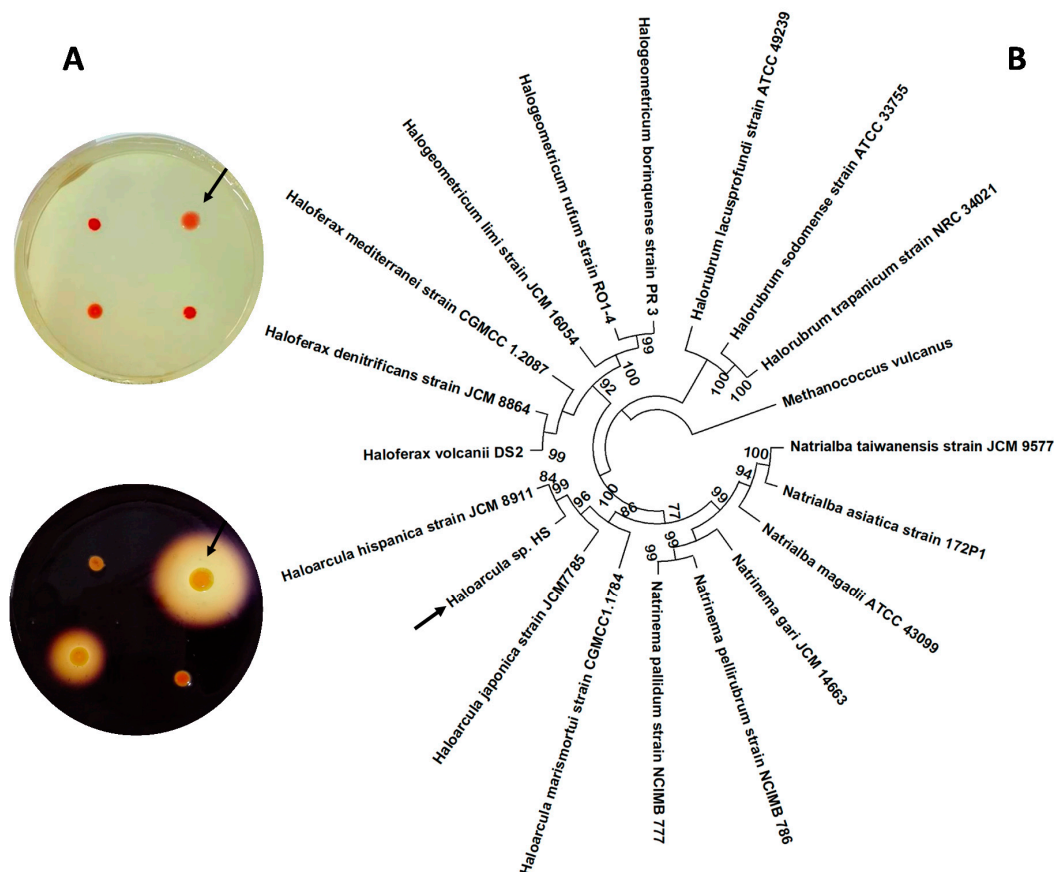 A
B
Halogeometricum borinquense strain PR 3
Halorubrum lacusprofundi strain ATCC 49239
Halorubrum sodomense strain ATCC 33755
Halorubrum trapanicum strain NRC 34021
Methanococcus vulcanus
Natrialba taiwanensis strain JCM 9577
Natrialba asiatica strain 172P1
Natrialba magadii ATCC 43099
Natrinema gari JCM 14663
Natrinema pellirubrum strain NCIMB 786
Natrinema pallidum strain NCIMB 777
Haloarcula marismortui strain CGMCC1.1784
Haloarcula japonica strain JCM7785
Haloarcula sp. HS
Haloarcula hispanica strain JCM 8911
Haloferax volcanii DS2
Haloferax denitrificans strain JCM 8864
Haloferax mediterranei strain CGMCC 1.2087
Halogeometricum limi strain JCM 16054
Halogeometricum rufum strain RO1-4
99
100
92
99
100
100
100
94
99
77
99
99
86
100
96
99
84